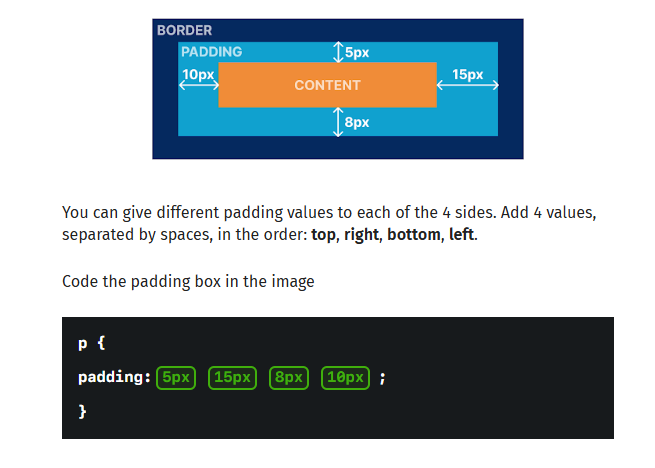 BORDER
PADDING 5px
10px 15px
CONTENT
8px
You can give different padding values to each of the 4 sides. Add 4 values,
separated by spaces, in the order: top, right, bottom, left.
Code the padding box in the image
p {
padding: 5px 15px 8px 10px ;
}